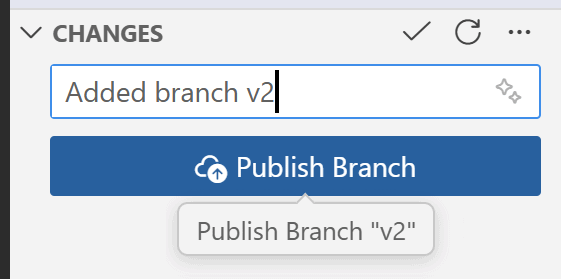 CHANGES
Added branch v2
Publish Branch
Publish Branch "v2"